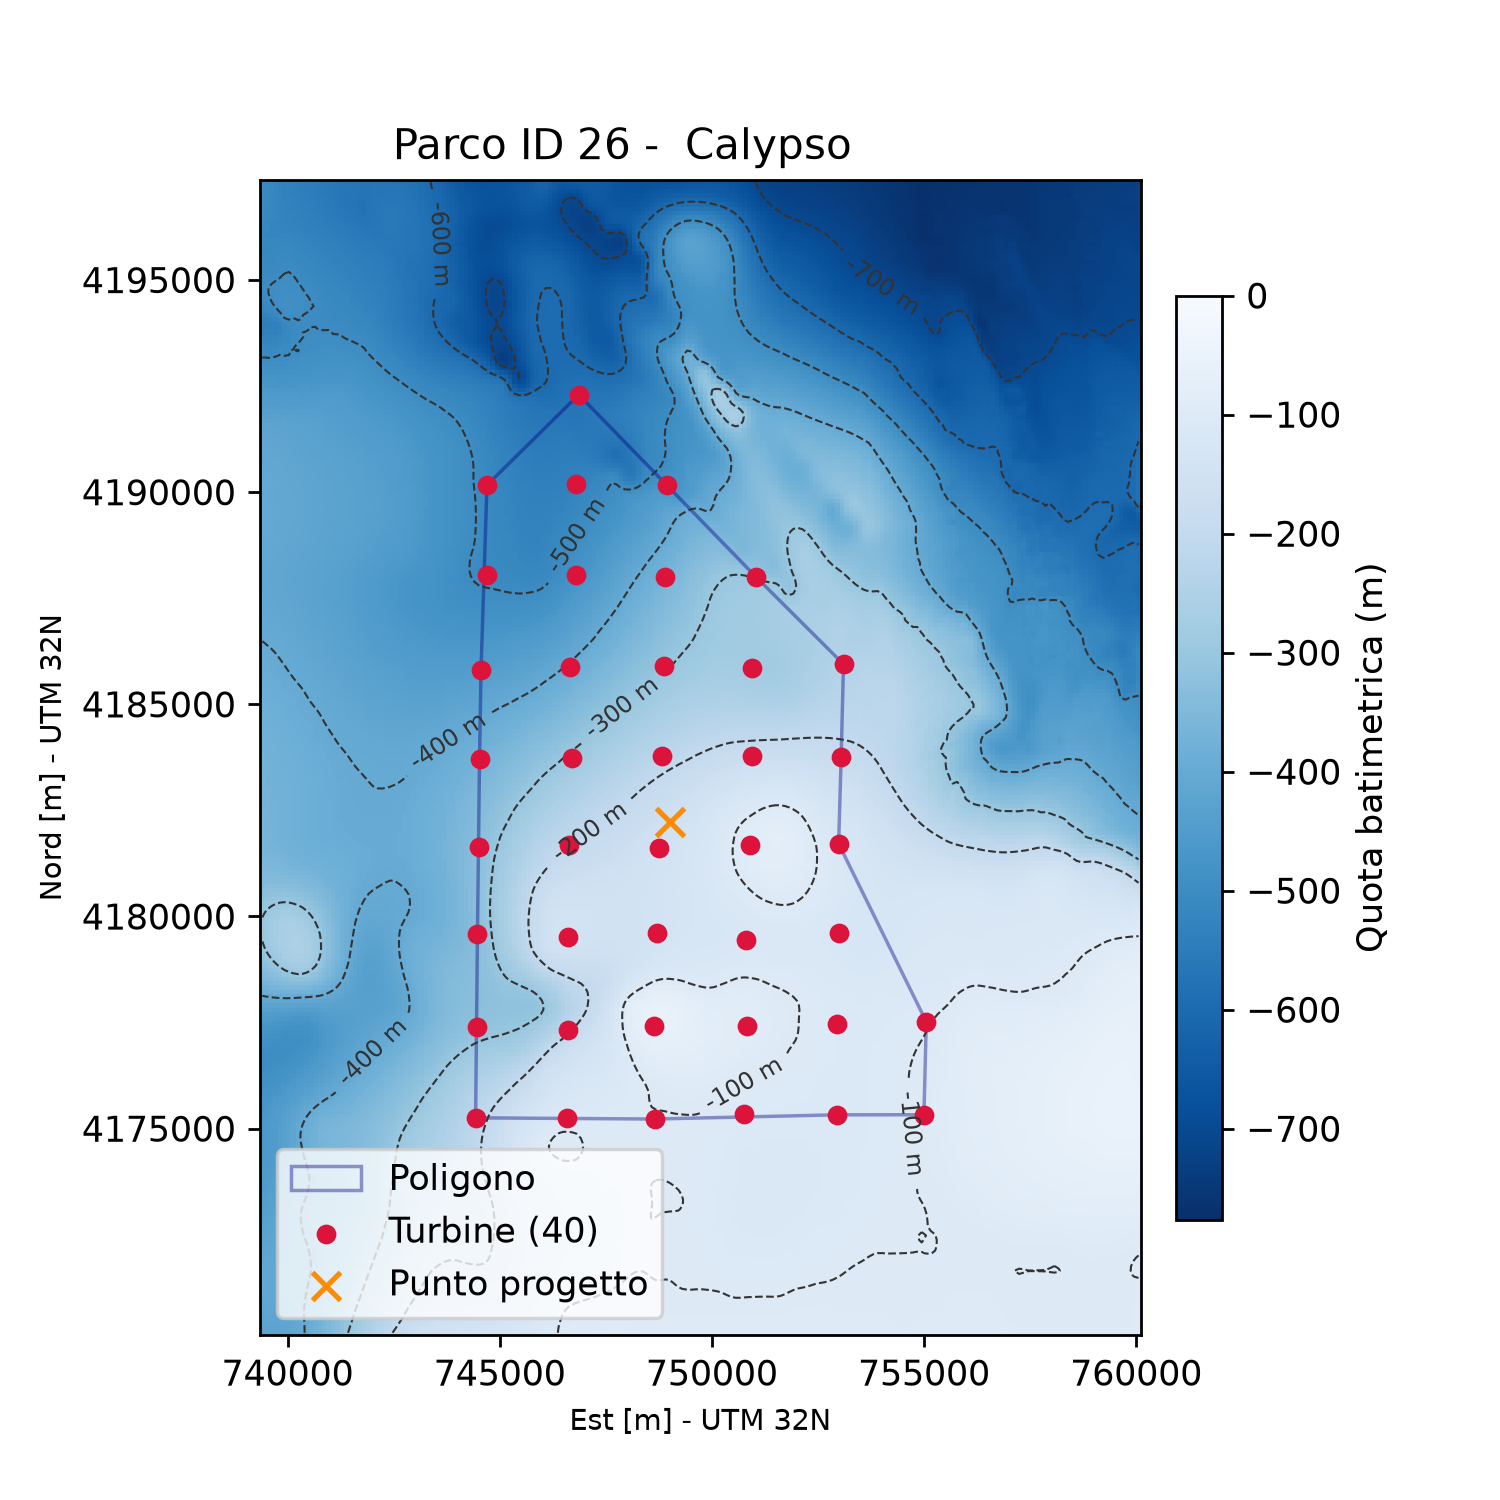 Parco ID 26 -  Calypso
-600 m
-700 m
4195000
4190000
4185000
4180000
4175000
Nord [m] - UTM 32N
-500 m
-400 m
-300 m
-200 m
-400 m
-100 m
-100 m
Poligono
Turbine (40)
Punto progetto
740000
745000
750000
755000
760000
Est [m] - UTM 32N
0
−100
−200
−300
−400
−500
−600
−700
Quota batimetrica (m)